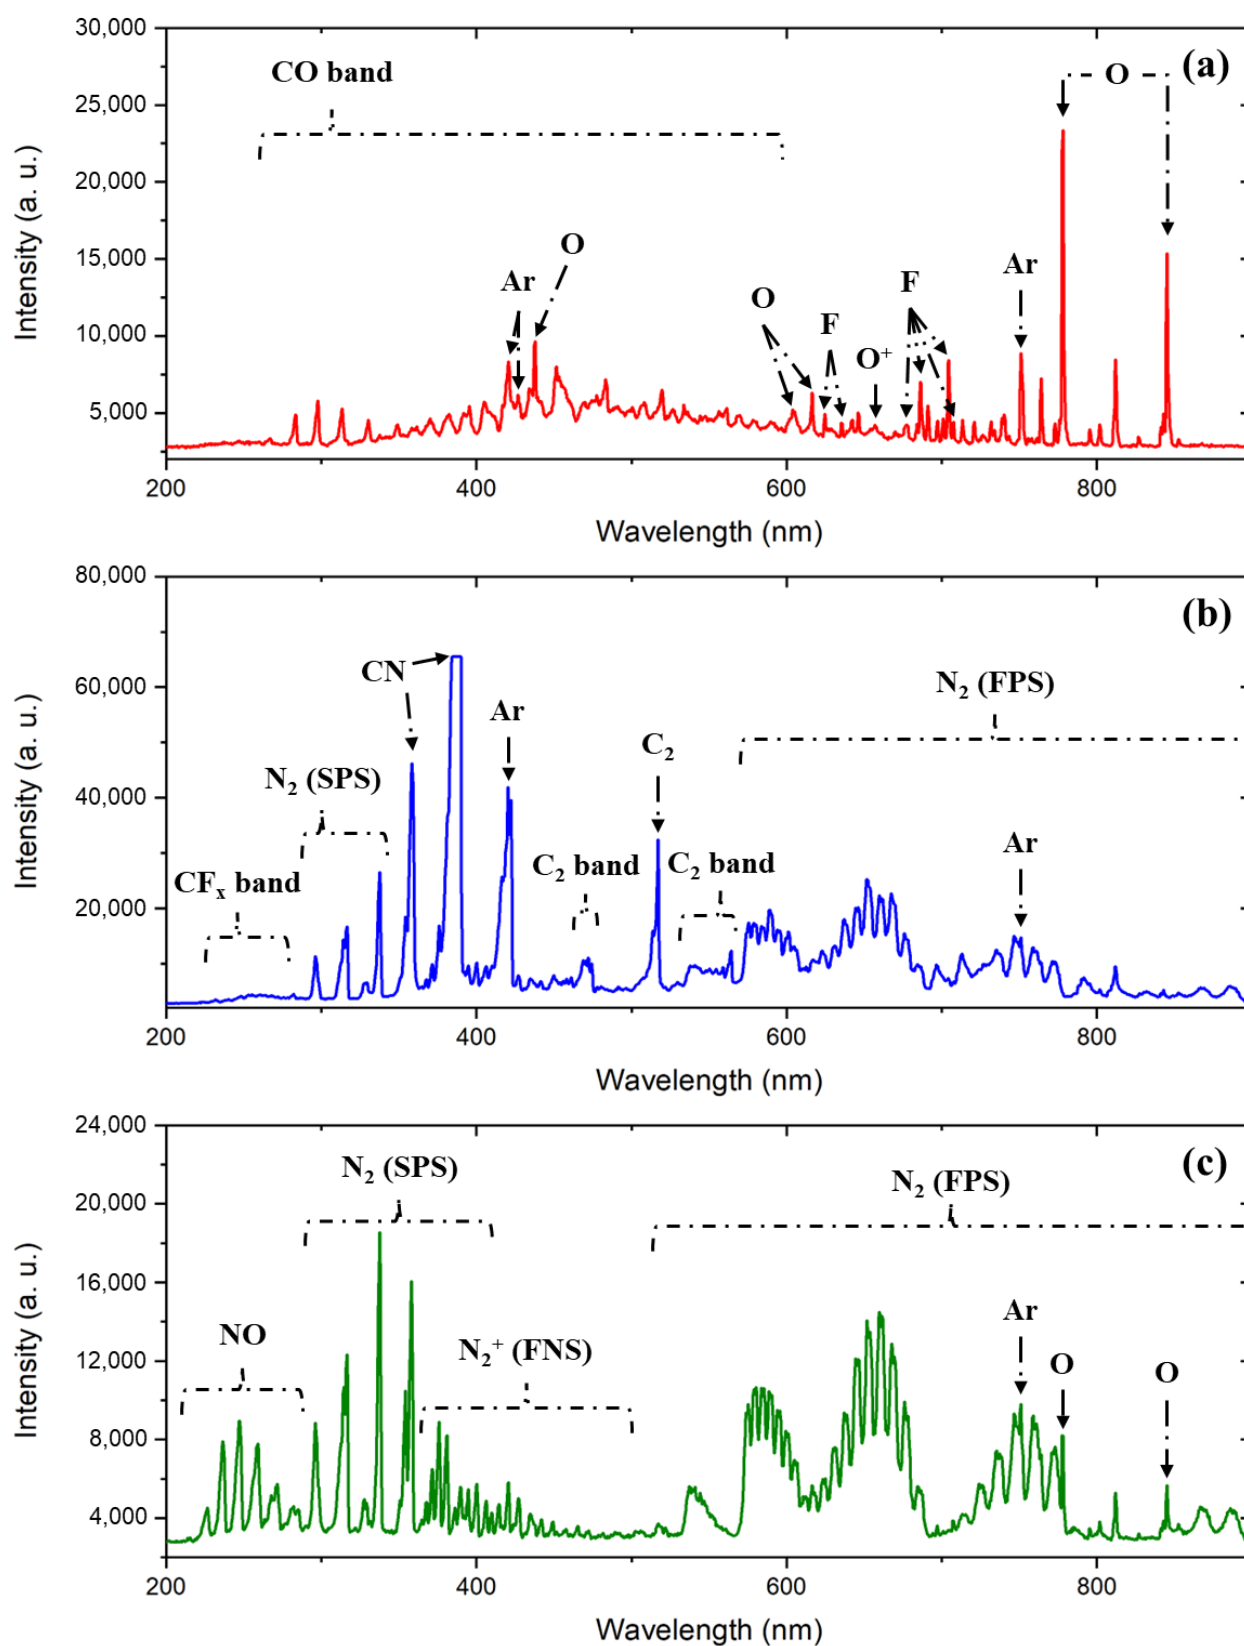 30,000
25,000
20,000
15,000
10,000
5,000
Intensity (a. u.)
(a)
CO band
O
Ar
O
O
F
O⁺
F
Ar
200
400
600
800
Wavelength (nm)
80,000
60,000
40,000
20,000
Intensity (a. u.)
(b)
CN
N₂ (FPS)
Ar
C₂
N₂ (SPS)
CFₓ band
C₂ band
C₂ band
Ar
200
400
600
800
Wavelength (nm)
24,000
20,000
16,000
12,000
8,000
4,000
Intensity (a. u.)
(c)
N₂ (SPS)
N₂ (FPS)
NO
N₂⁺ (FNS)
Ar
O
O
200
400
600
800
Wavelength (nm)